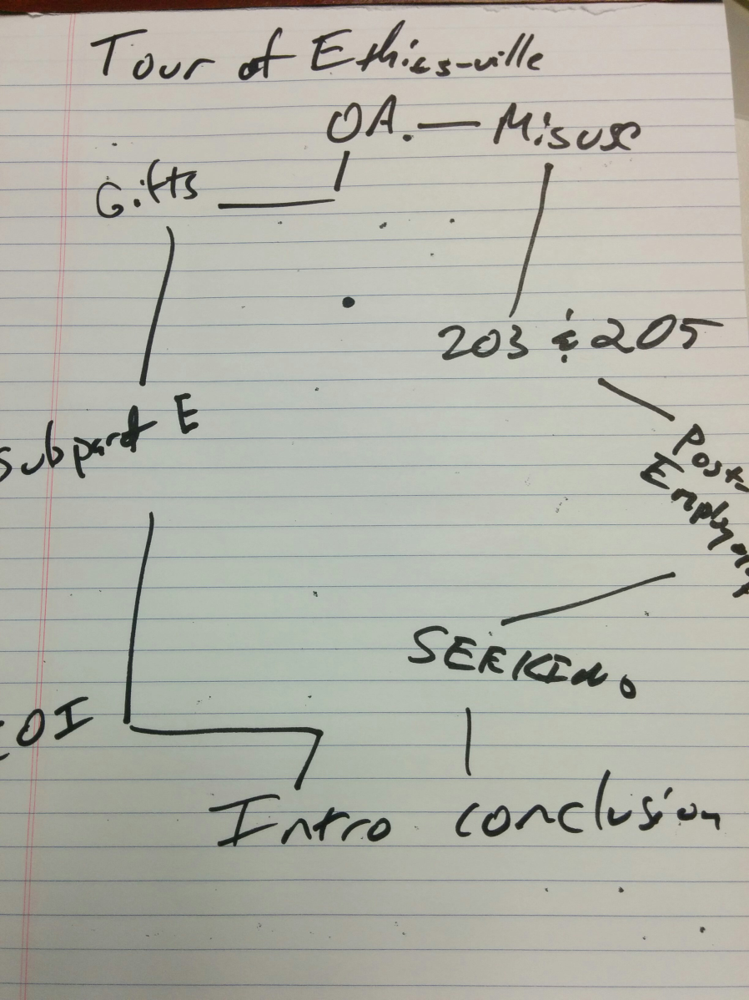 Tour of Ethics-ville
OA. — Misuse
Gifts
203 & 205
Subpart E
Post-
Employment
COI
SEEKING
Intro conclusion